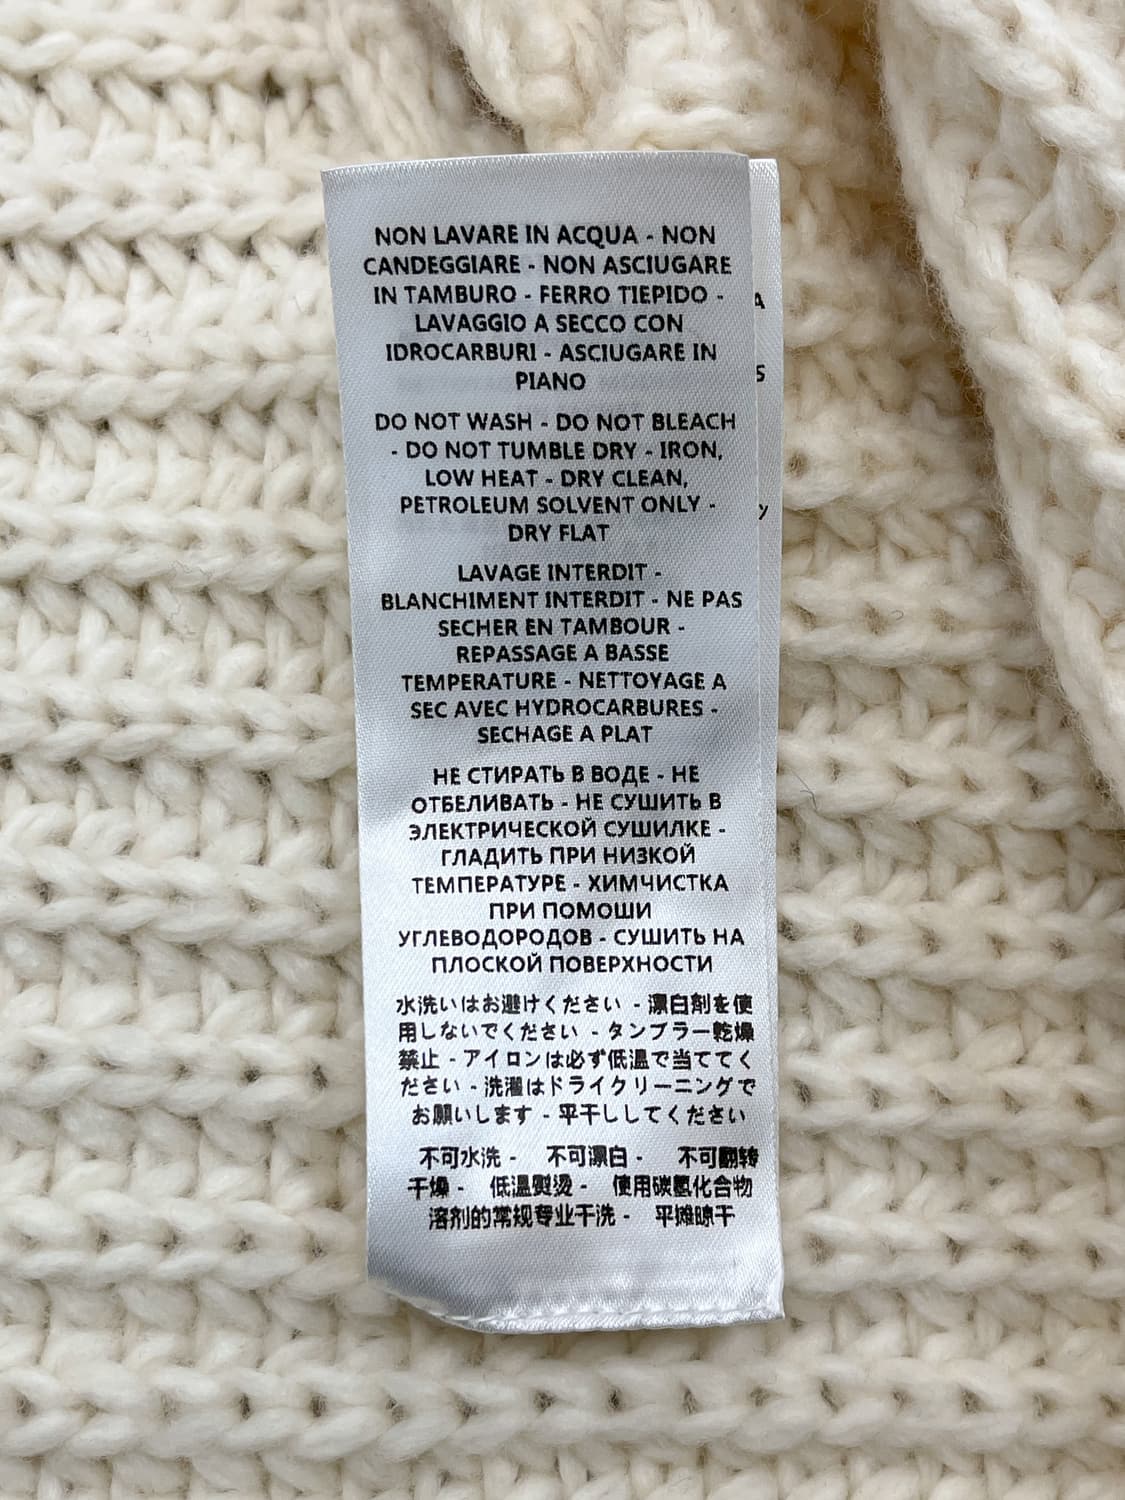 NON LAVARE IN ACQUA - NON
CANDEGGIARE - NON ASCIUGARE
IN TAMBURO - FERRO TIEPIDO -
LAVAGGIO A SECCO CON
IDROCARBURI - ASCIUGARE IN
PIANO
DO NOT WASH - DO NOT BLEACH
- DO NOT TUMBLE DRY - IRON,
LOW HEAT - DRY CLEAN,
PETROLEUM SOLVENT ONLY -
DRY FLAT
LAVAGE INTERDIT -
BLANCHIMENT INTERDIT - NE PAS
SECHER EN TAMBOUR -
REPASSAGE A BASSE
TEMPERATURE - NETTOYAGE A
SEC AVEC HYDROCARBURES -
SECHAGE A PLAT
НЕ СТИРАТЬ В ВОДЕ - НЕ
ОТБЕЛИВАТЬ - НЕ СУШИТЬ В
ЭЛЕКТРИЧЕСКОЙ СУШИЛКЕ -
ГЛАДИТЬ ПРИ НИЗКОЙ
ТЕМПЕРАТУРЕ - ХИМЧИСТКА
ПРИ ПОМОШИ
УГЛЕВОДОРОДОВ - СУШИТЬ НА
ПЛОСКОЙ ПОВЕРХНОСТИ
水洗いはお避けください - 漂白剤を使
用しないでください - タンブラー乾燥
禁止 - アイロンは必ず低温で当ててく
ださい - 洗濯はドライクリーニングで
お願いします - 平干ししてください
不可水洗 - 不可漂白 - 不可翻转
干燥 - 低温熨烫 - 使用碳氢化合物
溶剂的常规专业干洗 - 平摊晾干